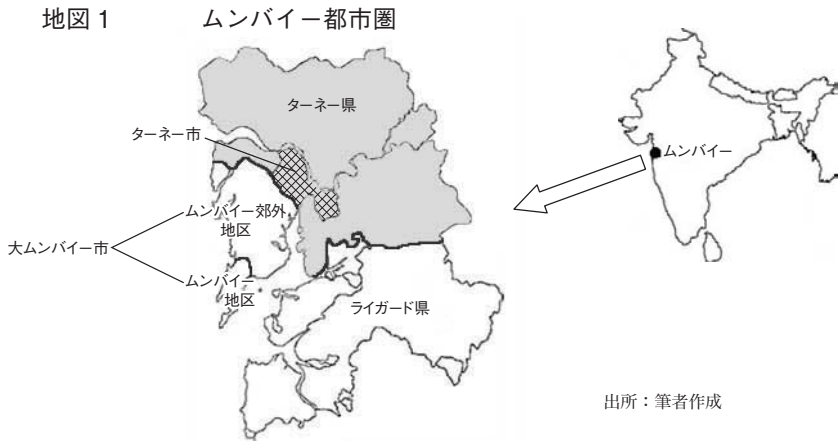 地図1 ムンバイー都市圏
ターネー県
ターネー市
ムンバイー
ムンバイー郊外
地区
大ムンバイー市
ムンバイー
地区
ライガード県
出所：筆者作成